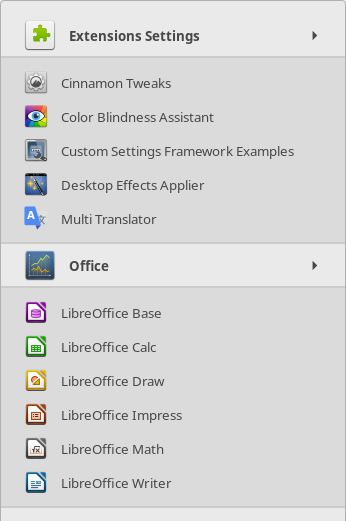 Extensions Settings
Cinnamon Tweaks
Color Blindness Assistant
Custom Settings Framework Examples
Desktop Effects Applier
Multi Translator
Office
LibreOffice Base
LibreOffice Calc
LibreOffice Draw
LibreOffice Impress
LibreOffice Math
LibreOffice Writer